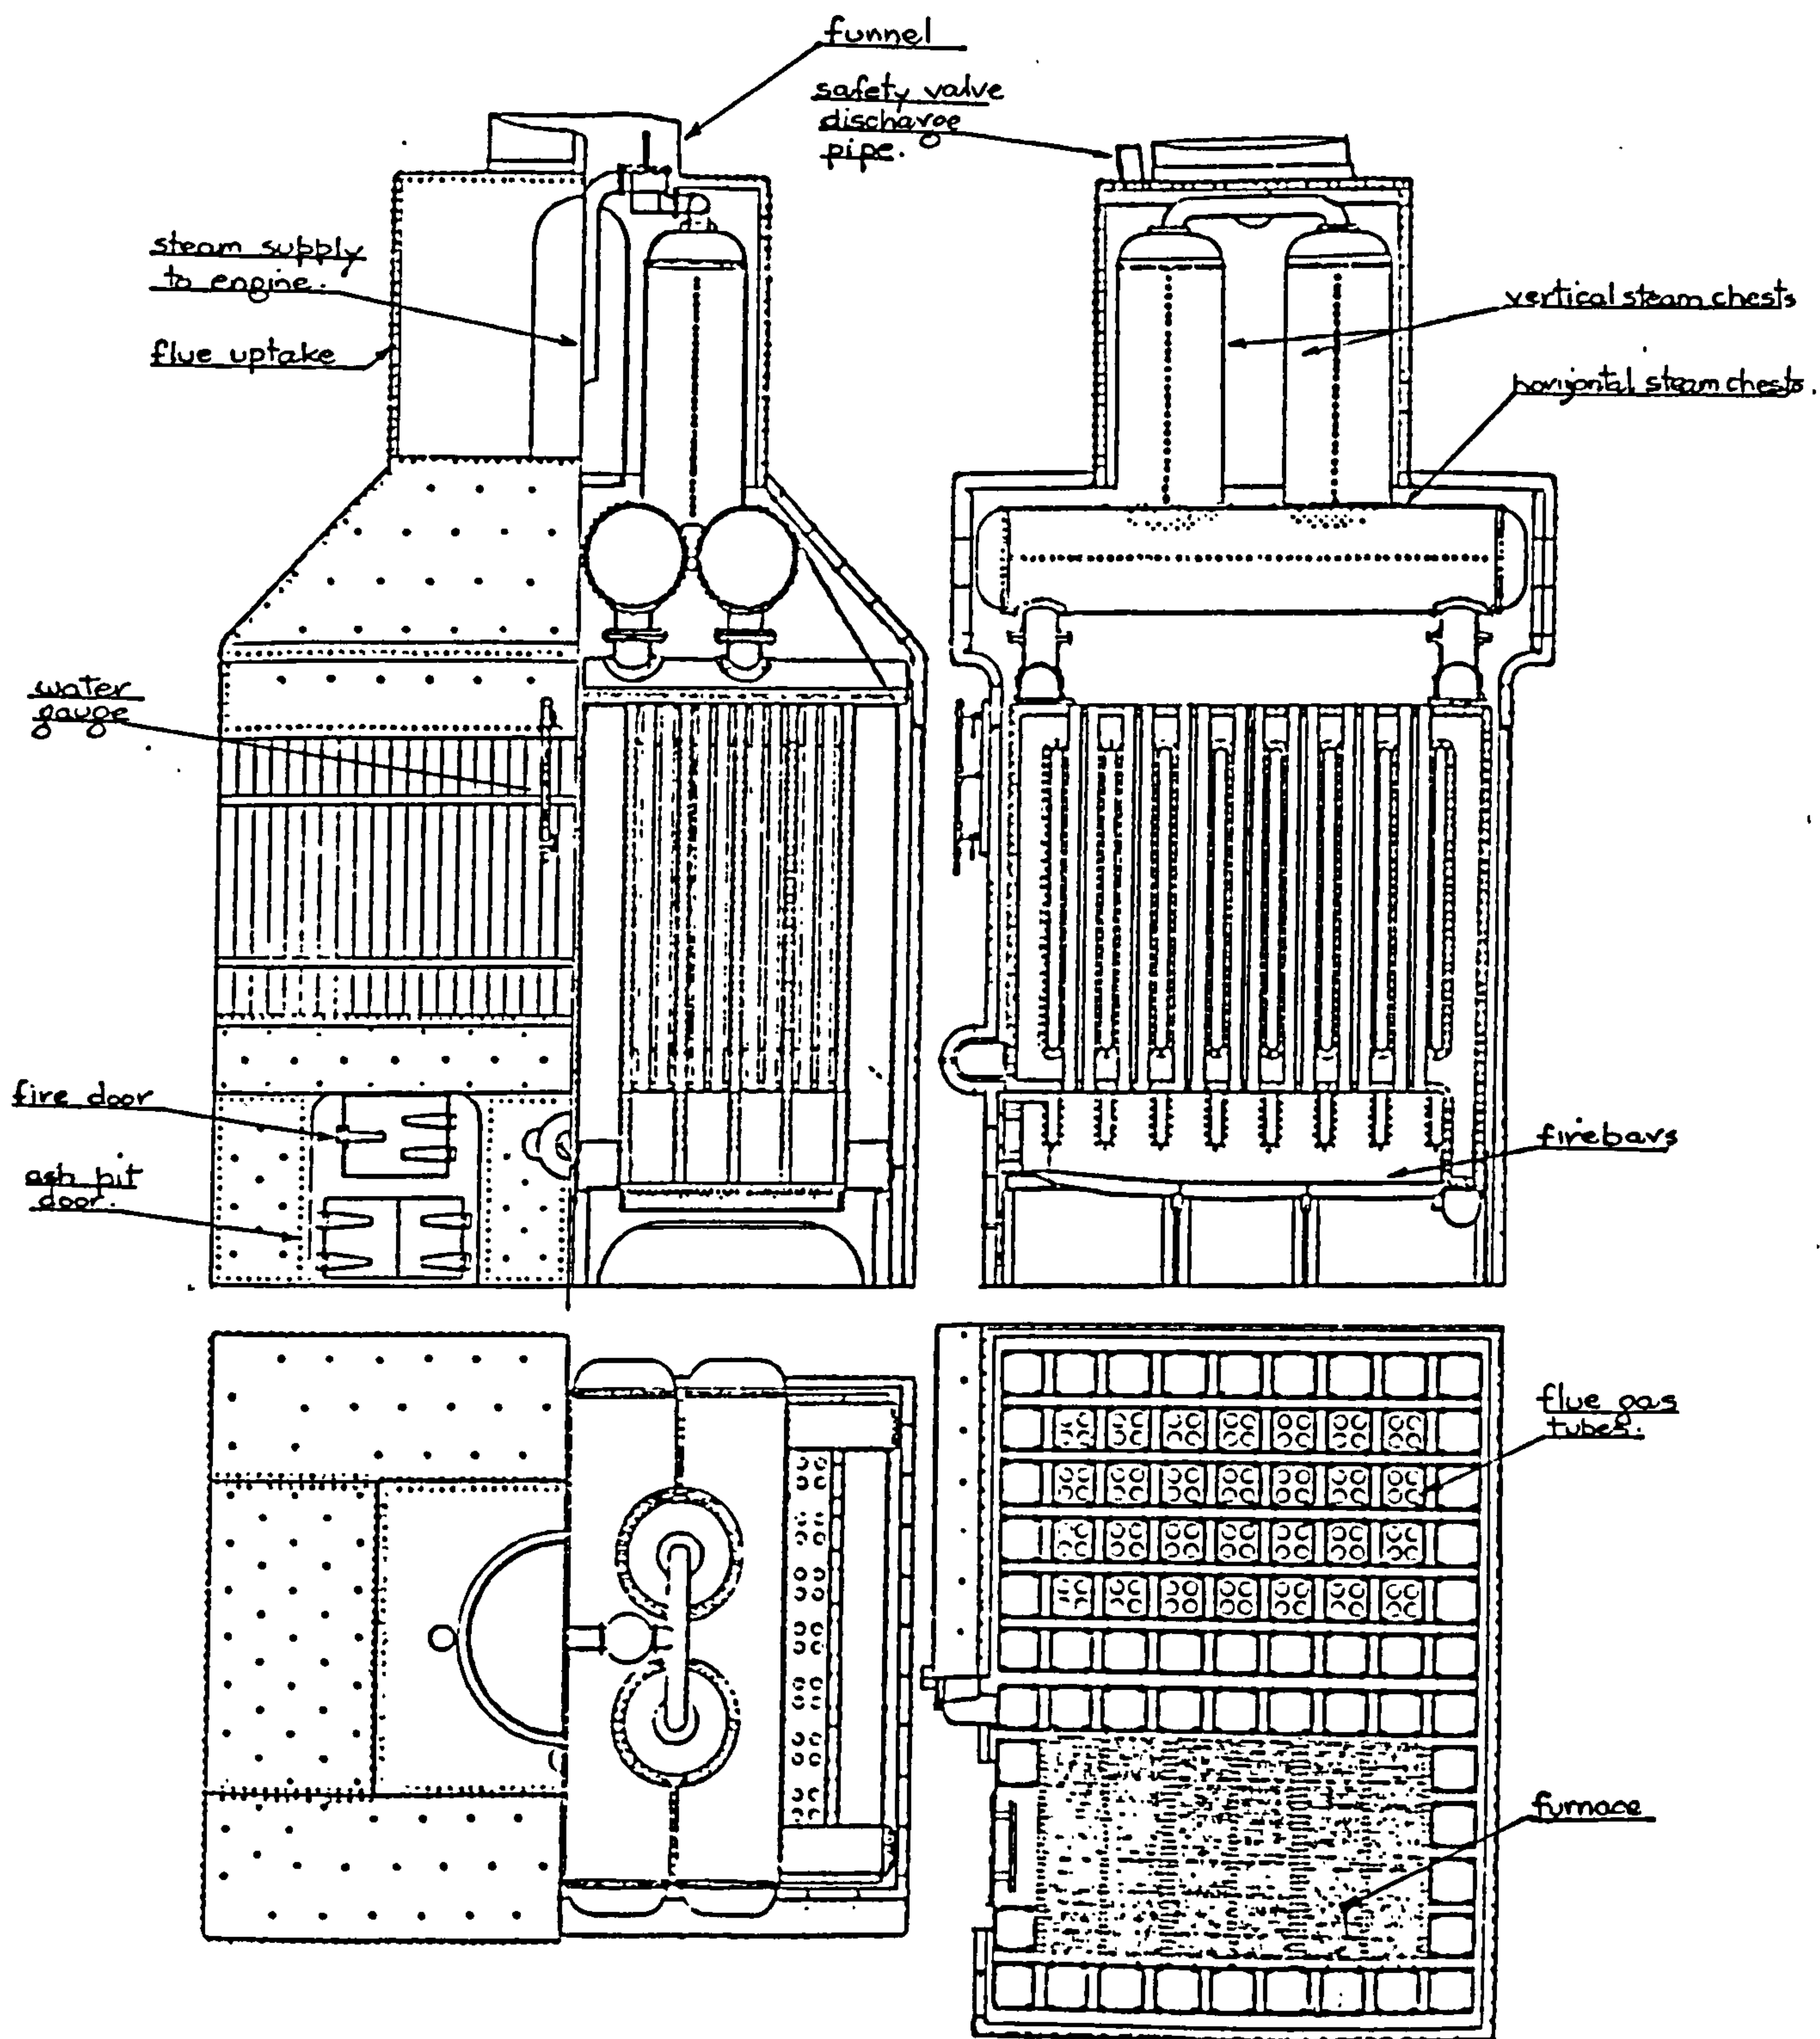 funnel
safety valve
discharge
pipe.
steam supply
to engine.
flue uptake
vertical steam chests
horizontal steam chests.
water
gauge
fire door
ash pit
door.
firebars
flue gas
tubes.
furnace